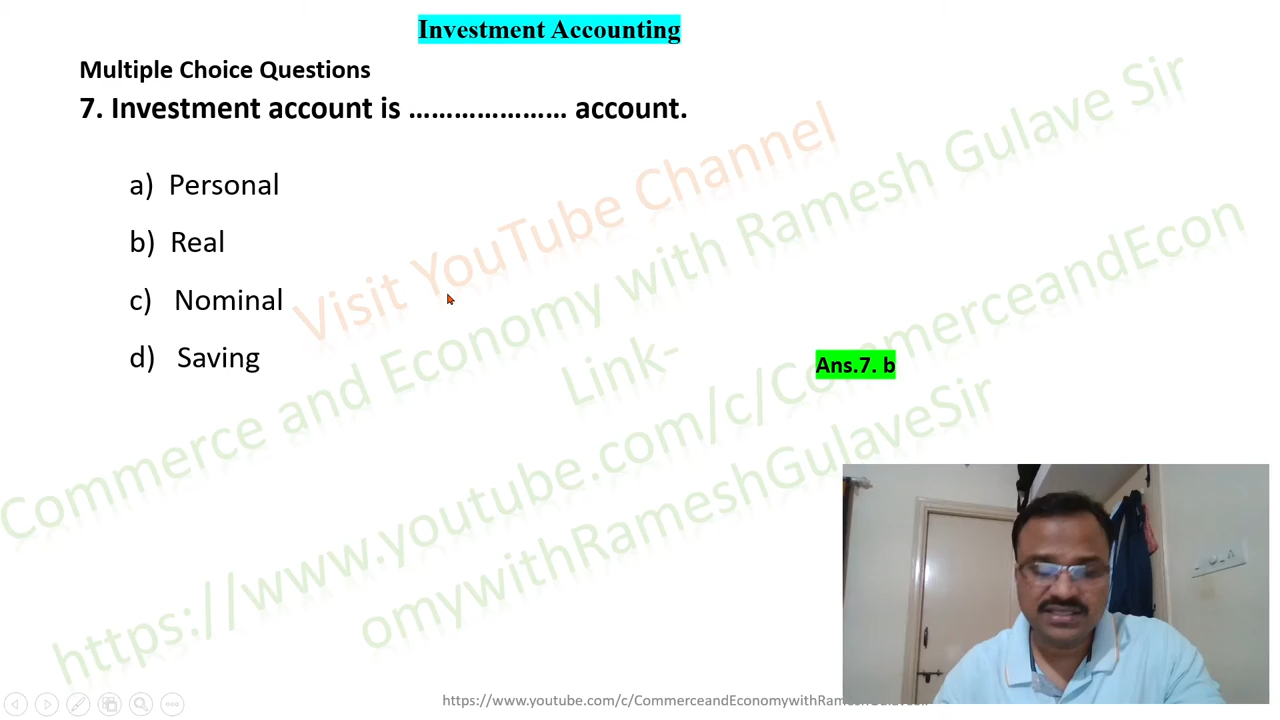 Investment Accounting
Multiple Choice Questions
7. Investment account is ………………… account.
a) Personal
b) Real
c) Nominal
d) Saving
Ans.7. b
Visit YouTube Channel
Commerce and Economy with Ramesh Gulave Sir
Link-
https://www.youtube.com/c/CommerceandEcon
omywithRameshGulaveSir
https://www.youtube.com/c/CommerceandEconomywithRameshGulaveSir